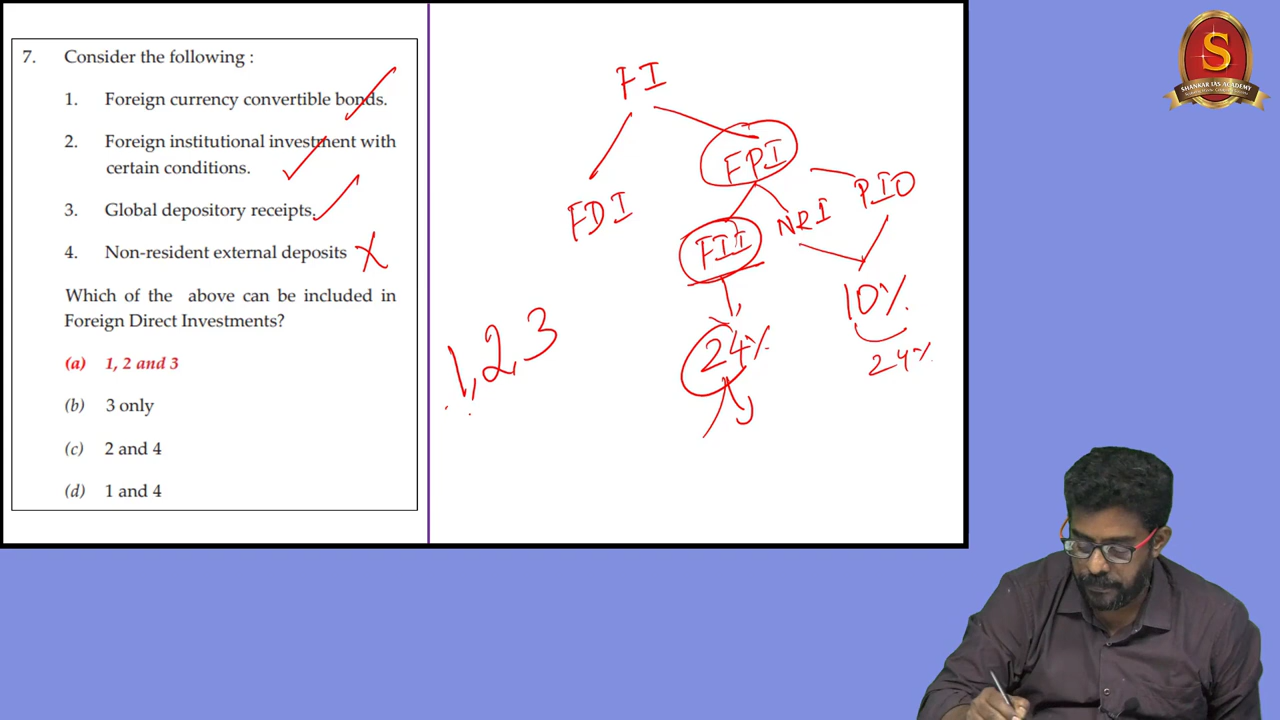 7. Consider the following :
1. Foreign currency convertible bonds.
2. Foreign institutional investment with
certain conditions.
3. Global depository receipts.
4. Non-resident external deposits
Which of the above can be included in
Foreign Direct Investments?
(a) 1, 2 and 3
(b) 3 only
(c) 2 and 4
(d) 1 and 4
1, 2, 3
FI
FDI
FPI
FII
NRI
PIO
24%
10%
24%
S
SHANKAR IAS ACADEMY